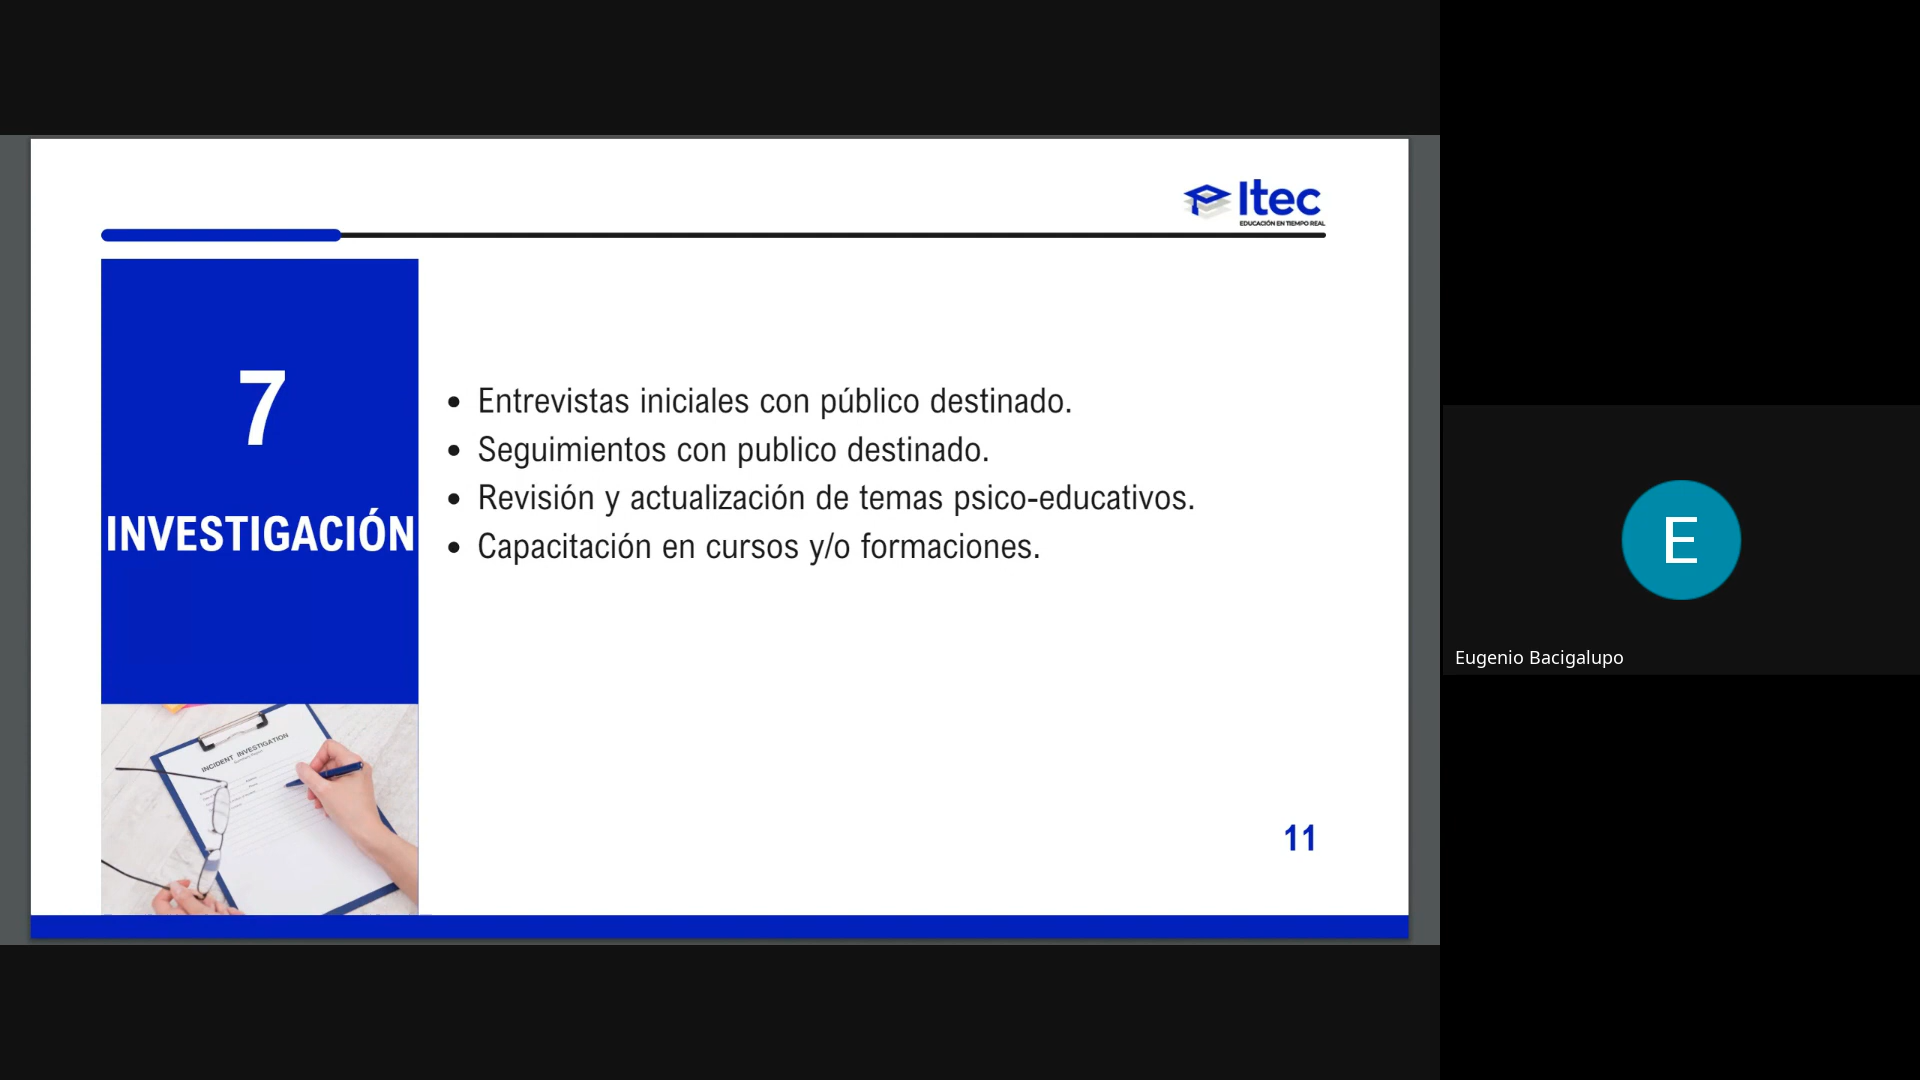 Itec
EDUCACIÓN EN TIEMPO REAL
7
INVESTIGACIÓN
• Entrevistas iniciales con público destinado.
• Seguimientos con publico destinado.
• Revisión y actualización de temas psico-educativos.
• Capacitación en cursos y/o formaciones.
INCIDENT INVESTIGATION
11
E
Eugenio Bacigalupo